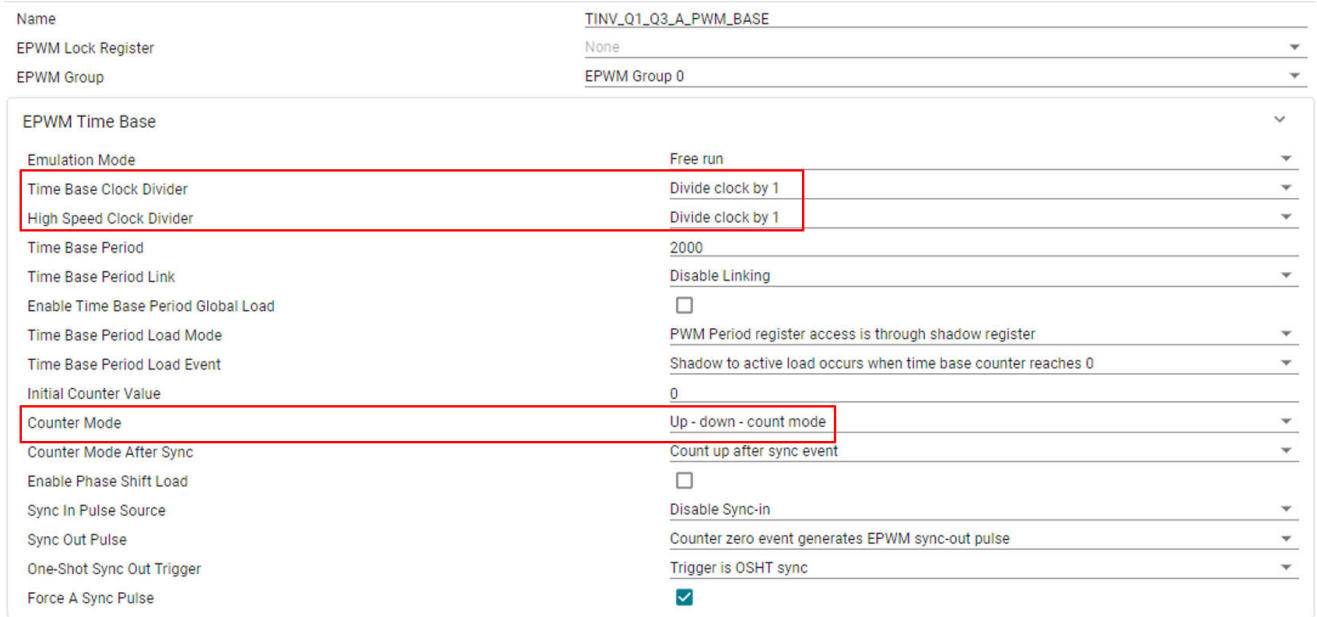 Name TINV_Q1_Q3_A_PWM_BASE
EPWM Lock Register None
EPWM Group EPWM Group 0
EPWM Time Base
Emulation Mode Free run
Time Base Clock Divider Divide clock by 1
High Speed Clock Divider Divide clock by 1
Time Base Period 2000
Time Base Period Link Disable Linking
Enable Time Base Period Global Load
Time Base Period Load Mode PWM Period register access is through shadow register
Time Base Period Load Event Shadow to active load occurs when time base counter reaches 0
Initial Counter Value 0
Counter Mode Up - down - count mode
Counter Mode After Sync Count up after sync event
Enable Phase Shift Load
Sync In Pulse Source Disable Sync-in
Sync Out Pulse Counter zero event generates EPWM sync-out pulse
One-Shot Sync Out Trigger Trigger is OSHT sync
Force A Sync Pulse